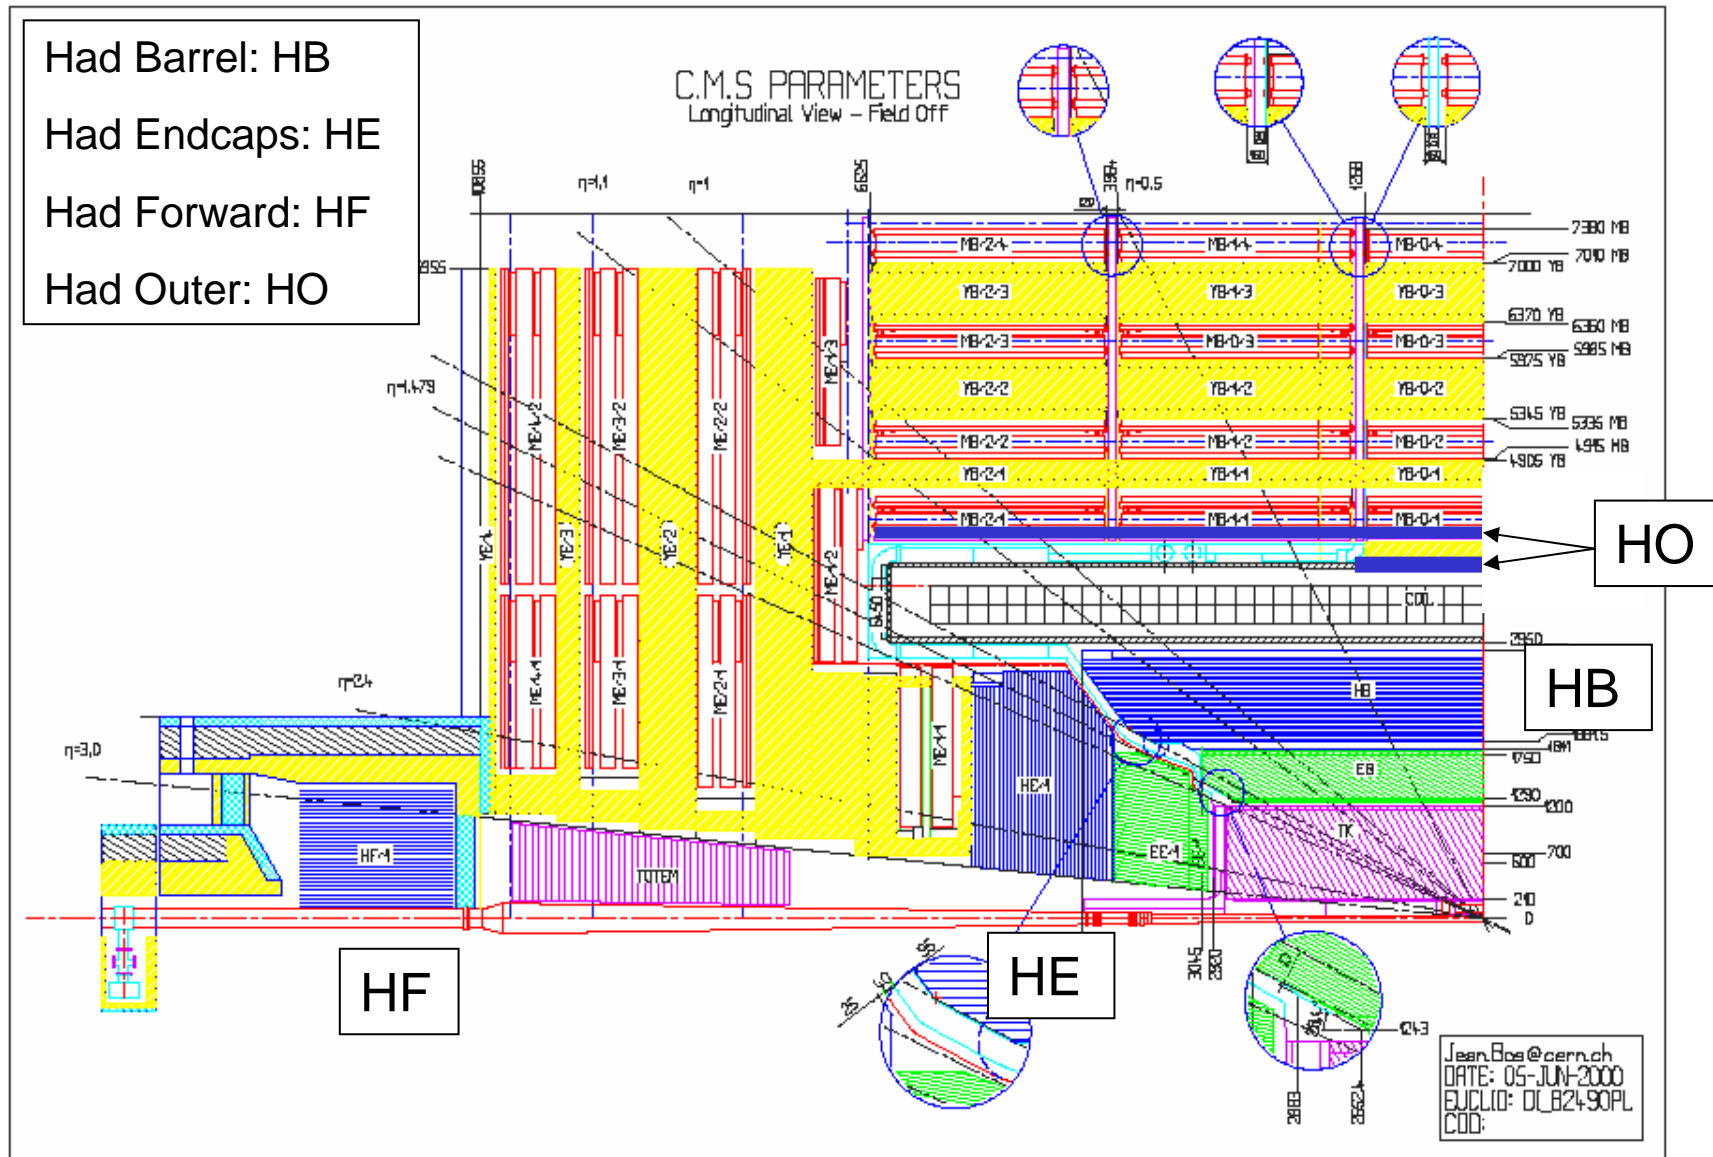 Had Barrel: HB
Had Endcaps: HE
Had Forward: HF
Had Outer: HO
C.M.S PARAMETERS
Longitudinal View – Field Off
η=1,1
η=1
6625
η=0.5
η=1.479
η=2.4
η=3,0
MB/2/4
MB/1/4
MB/0/4
YB/2/3
YB/1/3
YB/0/3
MB/2/3
MB/0/3
MB/0/3
YB/2/2
YB/1/2
YB/0/2
MB/2/2
MB/1/2
MB/0/2
YB/2/1
YB/1/1
YB/0/1
MB/2/1
MB/1/1
MB/0/1
7380 MB
7010 MB
7000 YB
6370 YB
6360 MB
5985 MB
5975 YB
5345 YB
5335 MB
4905 YB
ME/4/2
ME/3/2
ME/2/2
ME/1/3
ME/1/2
YE/3
YE/2
YE/1
ME/4/1
ME/3/1
ME/2/1
ME/1/1
HO
COIL
2950
HB
HB
1790
EB
1290
1200
HE/1
TK
EE/1
700
600
210
0
HF/1
TOTEM
HF
HE
3045
1243
Jean.Bos@cern.ch
DATE: 05-JUN-2000
EUCLID: DI_82490PL
COD: